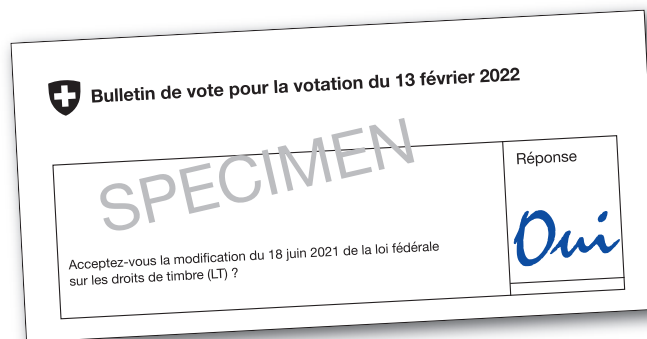 Bulletin de vote pour la votation du 13 février 2022
SPECIMEN
Réponse
Oui
Acceptez-vous la modification du 18 juin 2021 de la loi fédérale
sur les droits de timbre (LT) ?